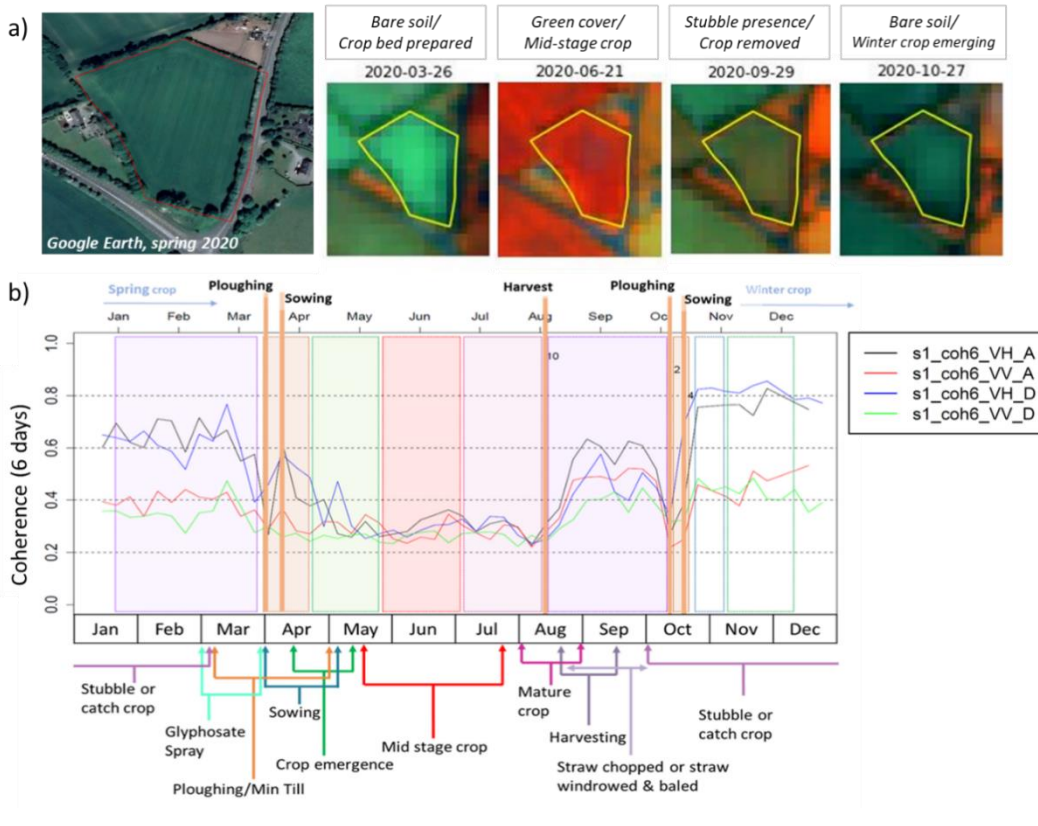 a)
Bare soil/
Crop bed prepared
Green cover/
Mid-stage crop
Stubble presence/
Crop removed
Bare soil/
Winter crop emerging
2020-03-26
2020-06-21
2020-09-29
2020-10-27
Google Earth, spring 2020
b)
Spring crop
Ploughing
Sowing
Harvest
Ploughing
Sowing
Winter crop
Jan Feb Mar Apr May Jun Jul Aug Sep Oc Nov Dec
Coherence (6 days)
1.0
0.8
0.6
0.4
0.2
0.0
10
2
4
s1_coh6_VH_A
s1_coh6_VV_A
s1_coh6_VH_D
s1_coh6_VV_D
Jan Feb Mar Apr May Jun Jul Aug Sep Oct Nov Dec
Stubble or
catch crop
Glyphosate
Spray
Ploughing/Min Till
Sowing
Crop emergence
Mid stage crop
Mature
crop
Harvesting
Straw chopped or straw
windrowed & baled
Stubble or
catch crop